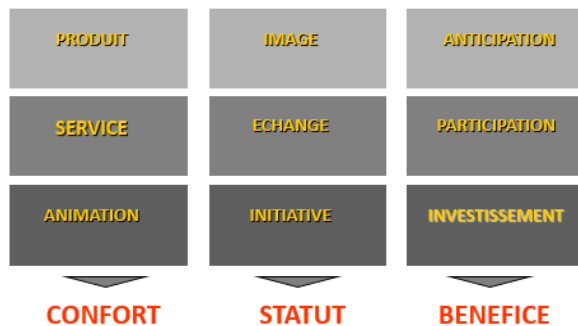 PRODUIT
IMAGE
ANTICIPATION
SERVICE
ECHANGE
PARTICIPATION
ANIMATION
INITIATIVE
INVESTISSEMENT
CONFORT
STATUT
BENEFICE